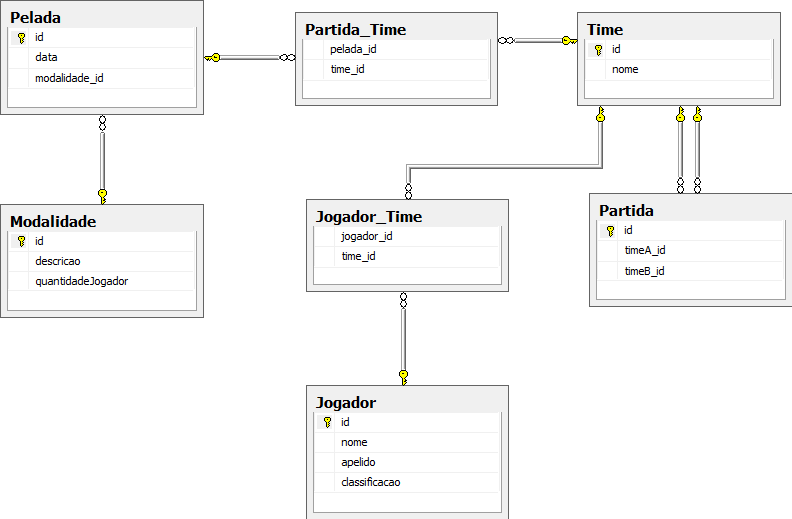 Pelada
id
data
modalidade_id
Partida_Time
pelada_id
time_id
Time
id
nome
Modalidade
id
descricao
quantidadeJogador
Jogador_Time
jogador_id
time_id
Partida
id
timeA_id
timeB_id
Jogador
id
nome
apelido
classificacao